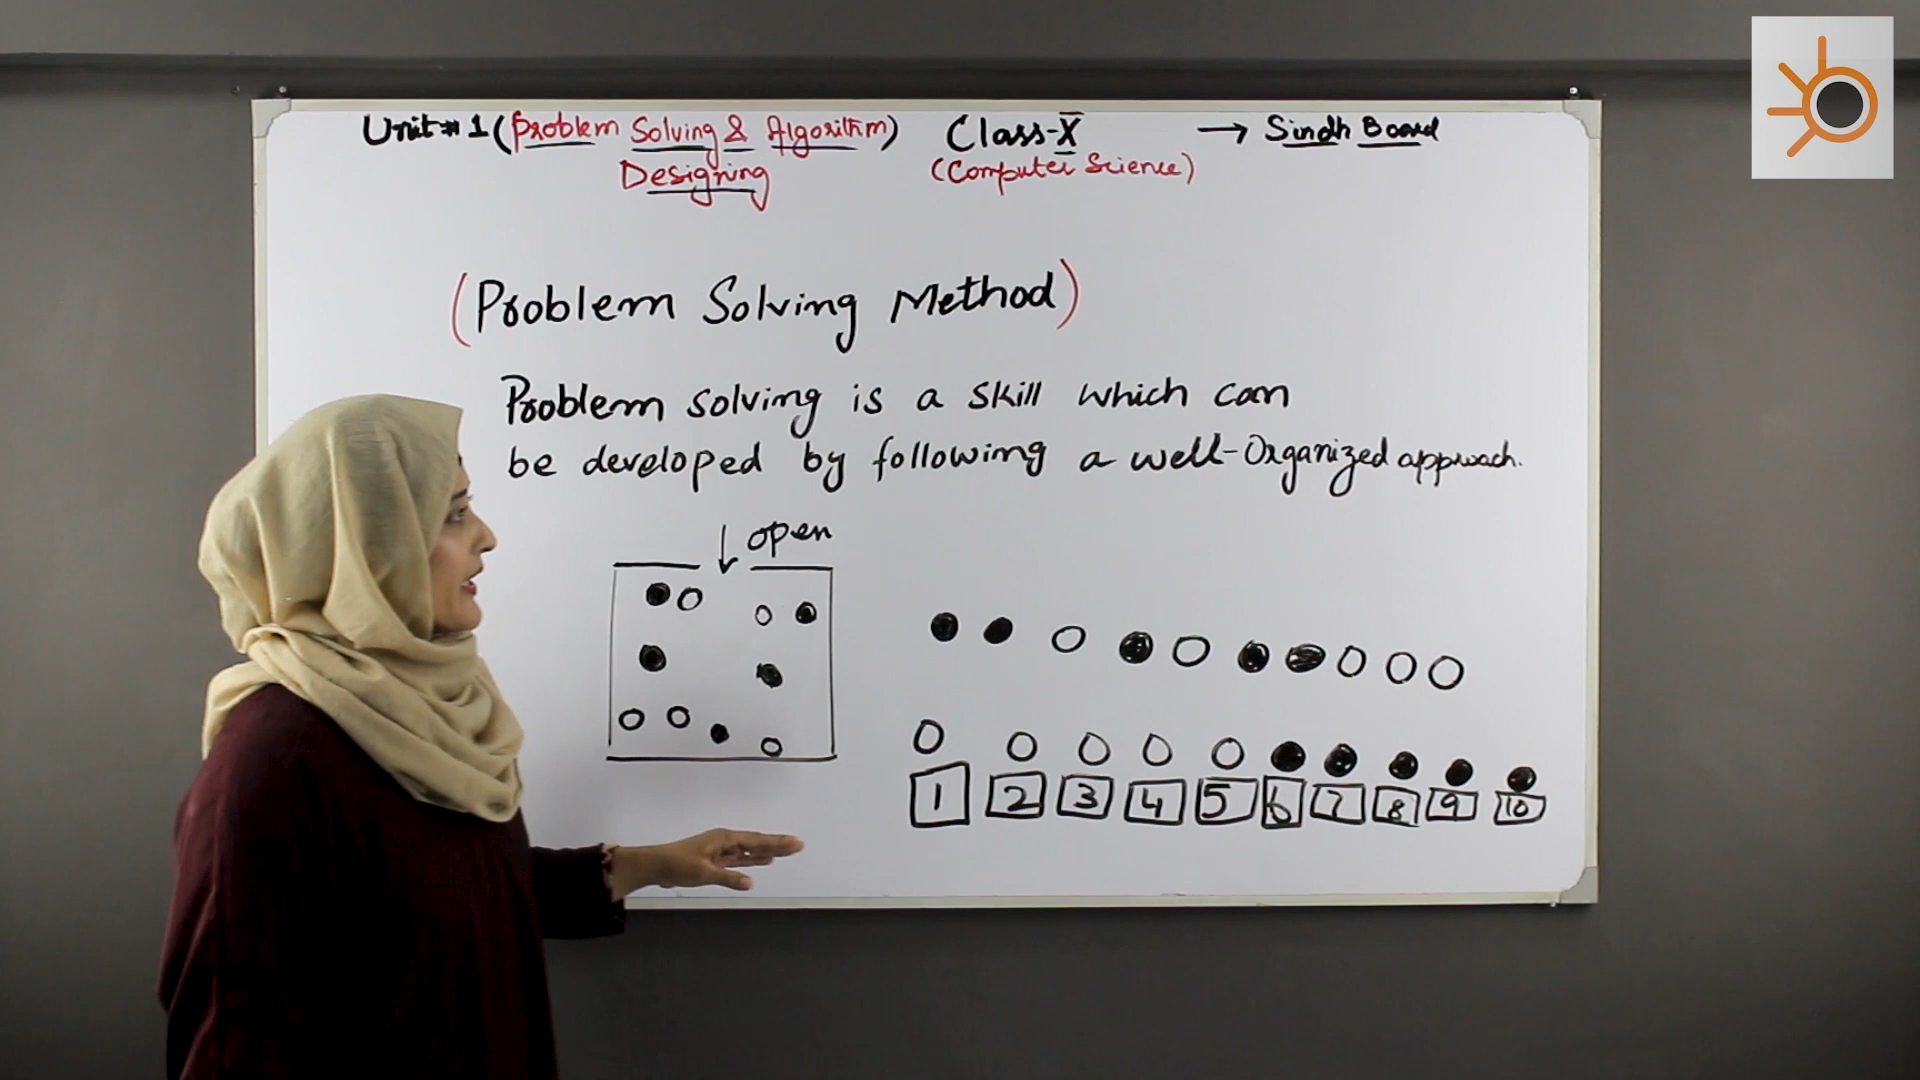 Unit # 1 (Problem Solving & Algorithm) Class-X → Sindh Board
Designing (Computer Science)
(Problem Solving Method)
Problem solving is a skill which can
be developed by following a well-Organized approach.
open
1 2 3 4 5 6 7 8 9 10